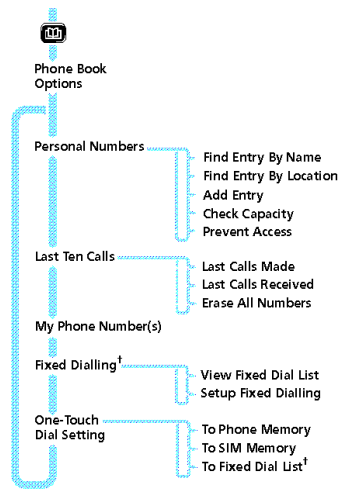 Phone Book
Options
Personal Numbers
Find Entry By Name
Find Entry By Location
Add Entry
Check Capacity
Prevent Access
Last Ten Calls
Last Calls Made
Last Calls Received
Erase All Numbers
My Phone Number(s)
Fixed Dialling†
View Fixed Dial List
Setup Fixed Dialling
One-Touch
Dial Setting
To Phone Memory
To SIM Memory
To Fixed Dial List†